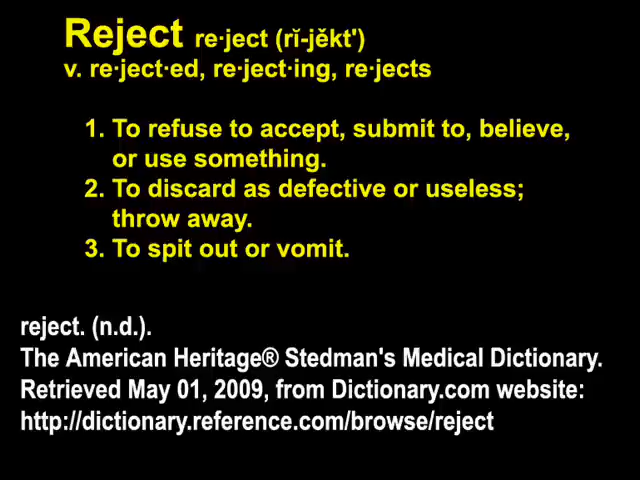 Reject re·ject (rĭ-jěkt')
v. re·ject·ed, re·ject·ing, re·jects
1. To refuse to accept, submit to, believe,
or use something.
2. To discard as defective or useless;
throw away.
3. To spit out or vomit.
reject. (n.d.).
The American Heritage® Stedman's Medical Dictionary.
Retrieved May 01, 2009, from Dictionary.com website:
http://dictionary.reference.com/browse/reject